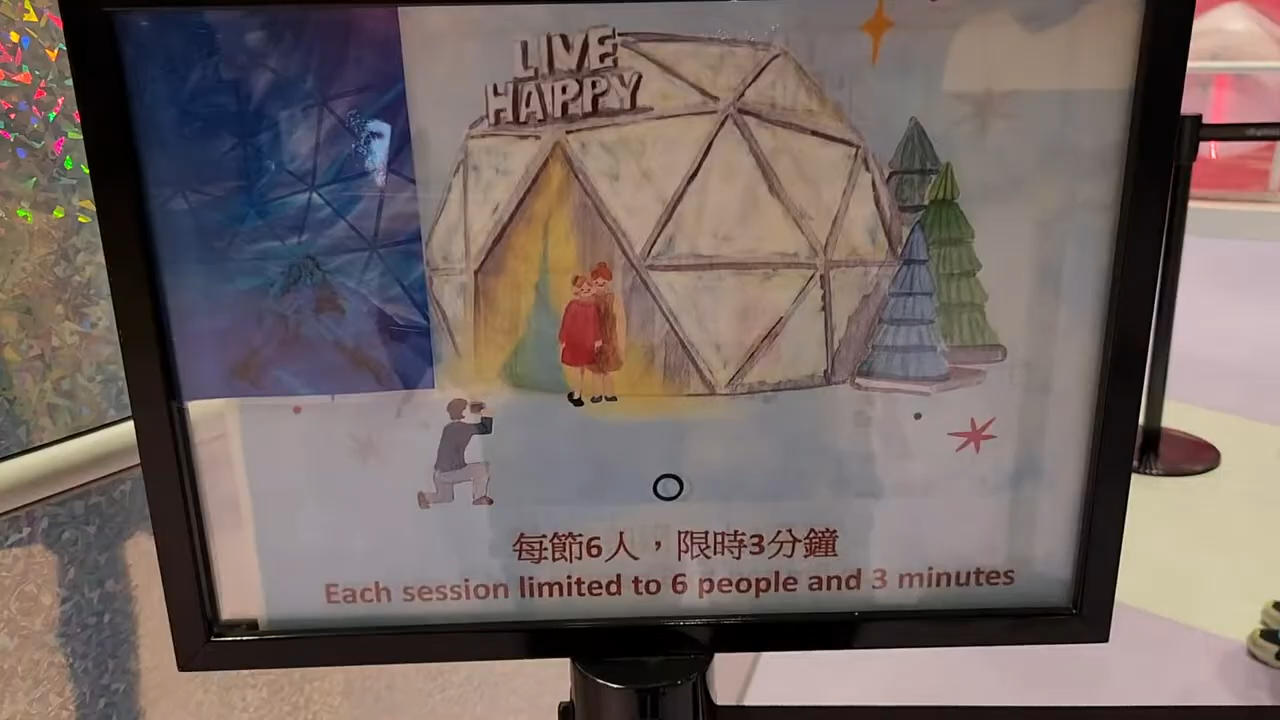 LIVE
HAPPY
每節6人，限時3分鐘
Each session limited to 6 people and 3 minutes